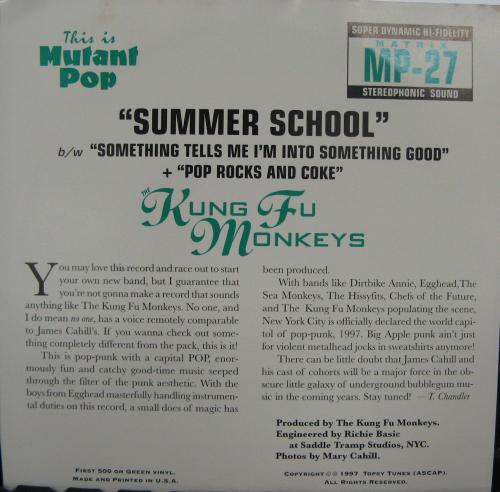 This is
Mutant
Pop
SUPER DYNAMIC HI-FIDELITY
MATRIX
MP-27
STEREOPHONIC SOUND
“SUMMER SCHOOL”
b/w “SOMETHING TELLS ME I’M INTO SOMETHING GOOD”
+ “POP ROCKS AND COKE”
THE
KUNG FU
MONKEYS
You may love this record and race out to start
your own new band, but I guarantee that
you’re not gonna make a record that sounds
anything like The Kung Fu Monkeys. No one, and
I do mean no one, has a voice remotely comparable
to James Cahill’s. If you wanna check out some-
thing completely different from the pack, this is it!
This is pop-punk with a capital POP, enor-
mously fun and catchy good-time music seeped
through the filter of the punk aesthetic. With the
boys from Egghead masterfully handling instrumen-
tal duties on this record, a small does of magic has
been produced.
With bands like Dirtbike Annie, Egghead,The
Sea Monkeys, The Hissyfits, Chefs of the Future,
and The Kung Fu Monkeys populating the scene,
New York City is officially declared the world capi-
tol of pop-punk, 1997. Big Apple punk ain’t just
for violent metalhead jocks in sweatshirts anymore!
There can be little doubt that James Cahill and
his cast of cohorts will be a major force in the ob-
scure little galaxy of underground bubblegum mu-
sic in the coming years. Stay tuned! —T. Chandler
Produced by The Kung Fu Monkeys.
Engineered by Richie Basic
at Saddle Tramp Studios, NYC.
Photos by Mary Cahill.
FIRST 500 ON GREEN VINYL.
MADE AND PRINTED IN U.S.A.
COPYRIGHT ©℗ 1997 TOPSY TUNES (ASCAP).
ALL RIGHTS RESERVED.